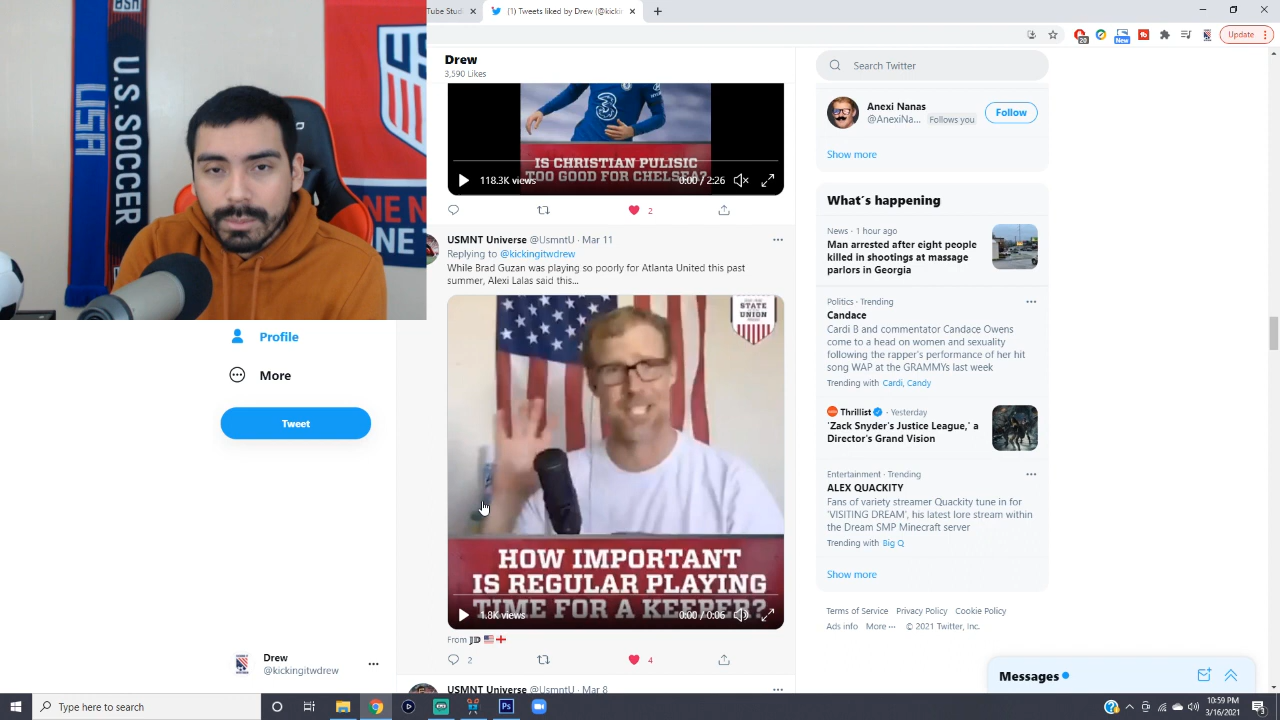 Tube Studi
(1) Tweets liked by Drew (@kickin
Update
20
New
U.S.SOCCER
USA
Drew
3,590 Likes
IS CHRISTIAN PULISIC
TOO GOOD FOR CHELSEA?
118.3K views
0:00 / 2:26
2
USMNT Universe @UsmntU · Mar 11
Replying to @kickingitwdrew
While Brad Guzan was playing so poorly for Atlanta United this past
summer, Alexi Lalas said this...
STATE
UNION
HOW IMPORTANT
IS REGULAR PLAYING
TIME FOR A KEEPER?
1.8K views
0:00 / 0:06
From JJD
2
4
USMNT Universe @UsmntU · Mar 8
Profile
More
Tweet
Drew
@kickingitwdrew
Search Twitter
Anexi Nanas
@AnexiNa... Follows you
Follow
Show more
What's happening
News · 1 hour ago
Man arrested after eight people
killed in shootings at massage
parlors in Georgia
Politics · Trending
Candace
Cardi B and commentator Candace Owens
come to a head on women and sexuality
following the rapper's performance of her hit
song WAP at the GRAMMYs last week
Trending with Cardi, Candy
Thrillist · Yesterday
'Zack Snyder's Justice League,' a
Director's Grand Vision
Entertainment · Trending
ALEX QUACKITY
Fans of variety streamer Quackity tune in for
'VISITING DREAM', his latest lore stream within
the Dream SMP Minecraft server
Trending with Big Q
Show more
Terms of Service Privacy Policy Cookie Policy
Ads info More ··· © 2021 Twitter, Inc.
Messages
Type here to search
Ps
10:59 PM
3/16/2021